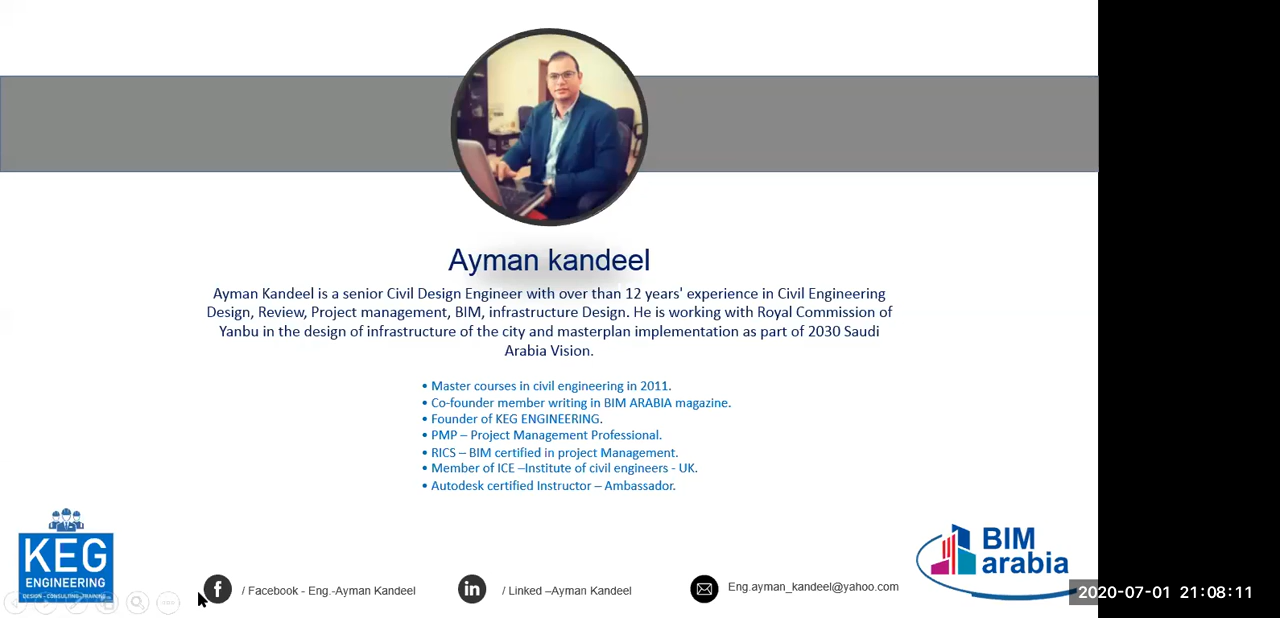 Ayman kandeel
Ayman Kandeel is a senior Civil Design Engineer with over than 12 years' experience in Civil Engineering
Design, Review, Project management, BIM, infrastructure Design. He is working with Royal Commission of
Yanbu in the design of infrastructure of the city and masterplan implementation as part of 2030 Saudi
Arabia Vision.
• Master courses in civil engineering in 2011.
• Co-founder member writing in BIM ARABIA magazine.
• Founder of KEG ENGINEERING.
• PMP – Project Management Professional.
• RICS – BIM certified in project Management.
• Member of ICE –Institute of civil engineers - UK.
• Autodesk certified Instructor – Ambassador.
KEG
ENGINEERING
DESIGN - CONSULTING - TRAINING
f / Facebook - Eng.-Ayman Kandeel
in / Linked –Ayman Kandeel
Eng.ayman_kandeel@yahoo.com
BIM
arabia
2020-07-01 21:08:11